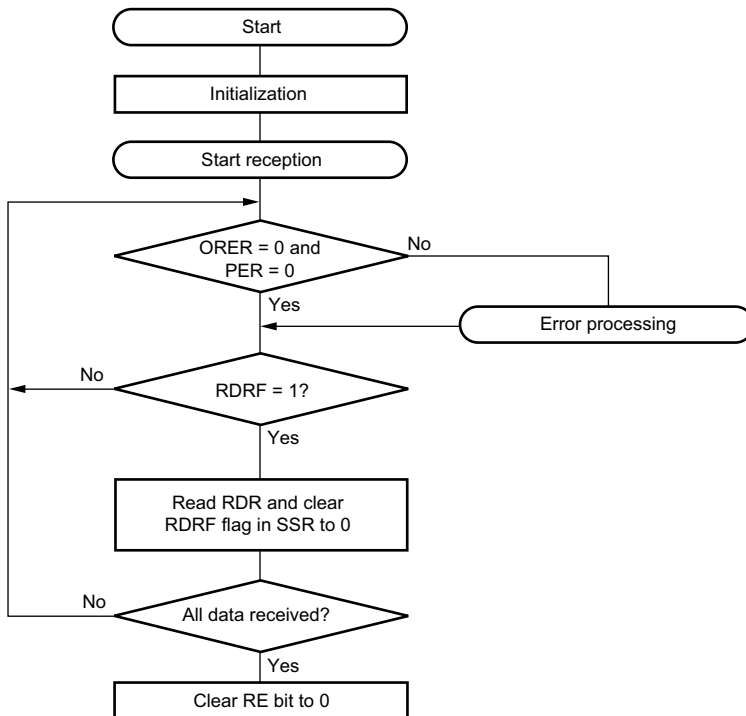 Start
Initialization
Start reception
ORER = 0 and
PER = 0
No
Yes
Error processing
No
RDRF = 1?
Yes
Read RDR and clear
RDRF flag in SSR to 0
No
All data received?
Yes
Clear RE bit to 0